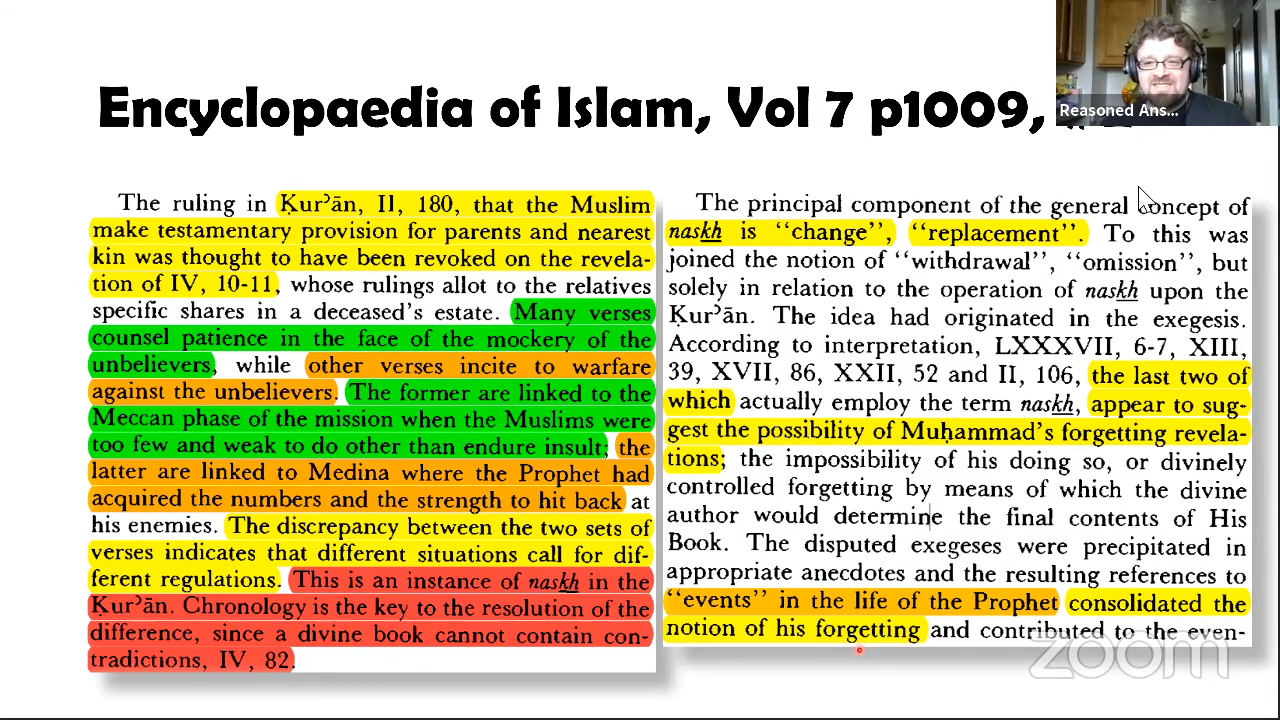 Encyclopaedia of Islam, Vol 7 p1009,
Reasoned Ans...
The ruling in Ḳurʾān, II, 180, that the Muslim
make testamentary provision for parents and nearest
kin was thought to have been revoked on the revela-
tion of IV, 10-11, whose rulings allot to the relatives
specific shares in a deceased's estate. Many verses
counsel patience in the face of the mockery of the
unbelievers, while other verses incite to warfare
against the unbelievers. The former are linked to the
Meccan phase of the mission when the Muslims were
too few and weak to do other than endure insult; the
latter are linked to Medina where the Prophet had
acquired the numbers and the strength to hit back at
his enemies. The discrepancy between the two sets of
verses indicates that different situations call for dif-
ferent regulations. This is an instance of naskh in the
Ḳurʾān. Chronology is the key to the resolution of the
difference, since a divine book cannot contain con-
tradictions, IV, 82.
The principal component of the general concept of
naskh is "change", "replacement". To this was
joined the notion of "withdrawal", "omission", but
solely in relation to the operation of naskh upon the
Ḳurʾān. The idea had originated in the exegesis.
According to interpretation, LXXXVII, 6-7, XIII,
39, XVII, 86, XXII, 52 and II, 106, the last two of
which actually employ the term naskh, appear to sug-
gest the possibility of Muḥammad's forgetting revela-
tions; the impossibility of his doing so, or divinely
controlled forgetting by means of which the divine
author would determine the final contents of His
Book. The disputed exegeses were precipitated in
appropriate anecdotes and the resulting references to
"events" in the life of the Prophet consolidated the
notion of his forgetting and contributed to the even-
zoom